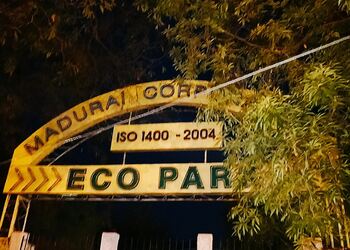 MADURAI CORP
ISO 1400 - 2004
ECO PAR